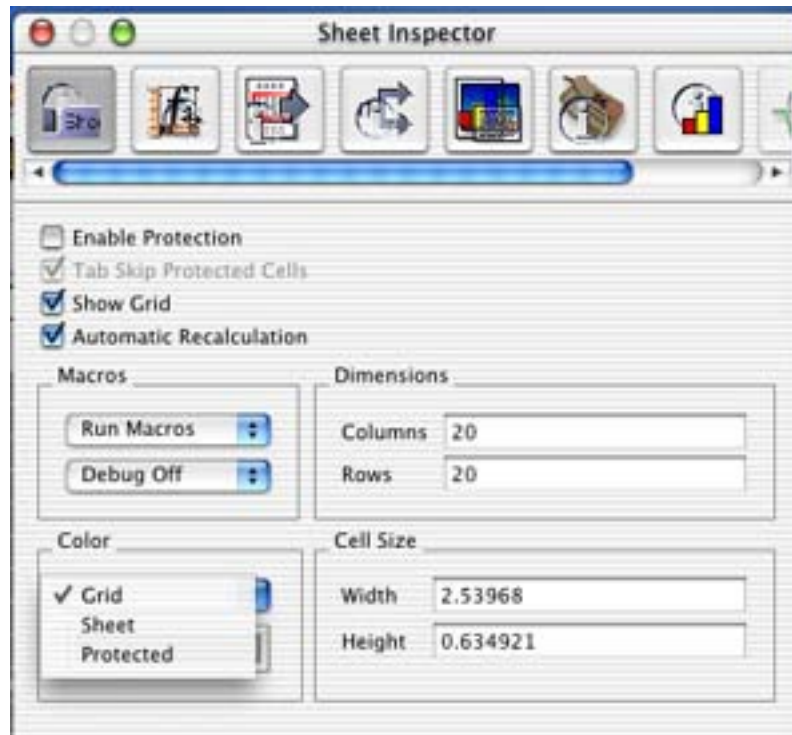 Sheet Inspector
Enable Protection
Tab Skip Protected Cells
Show Grid
Automatic Recalculation
Macros
Run Macros
Debug Off
Dimensions
Columns 20
Rows 20
Color
Grid
Sheet
Protected
Cell Size
Width 2.53968
Height 0.634921